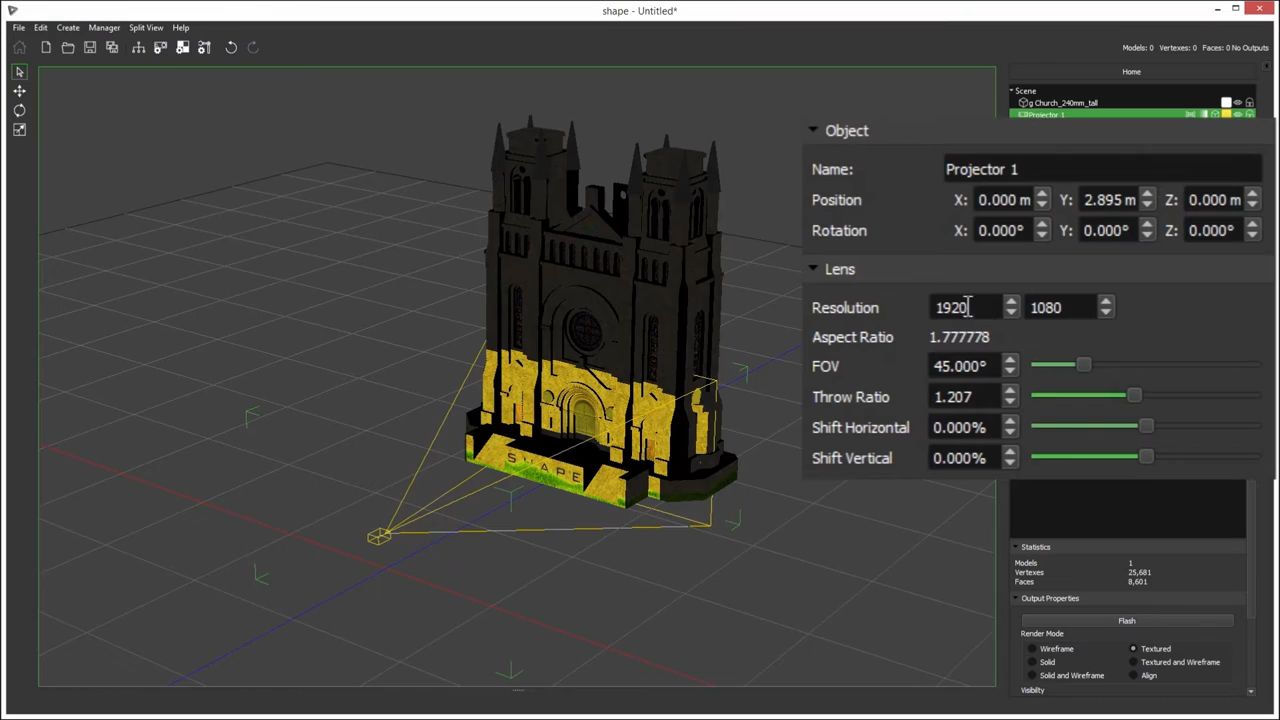 shape - Untitled*
File Edit Create Manager Split View Help
Models: 0 Vertexes: 0 Faces: 0 No Outputs
Home
Scene
g Church_240mm_tall
Projector 1
Object
Name: Projector 1
Position X: 0.000 m Y: 2.895 m Z: 0.000 m
Rotation X: 0.000° Y: 0.000° Z: 0.000°
Lens
Resolution 1920 1080
Aspect Ratio 1.777778
FOV 45.000°
Throw Ratio 1.207
Shift Horizontal 0.000%
Shift Vertical 0.000%
SHAPE
Statistics
Models 1
Vertexes 25,681
Faces 8,601
Output Properties
Flash
Render Mode
Wireframe Textured
Solid Textured and Wireframe
Solid and Wireframe Align
Visibility